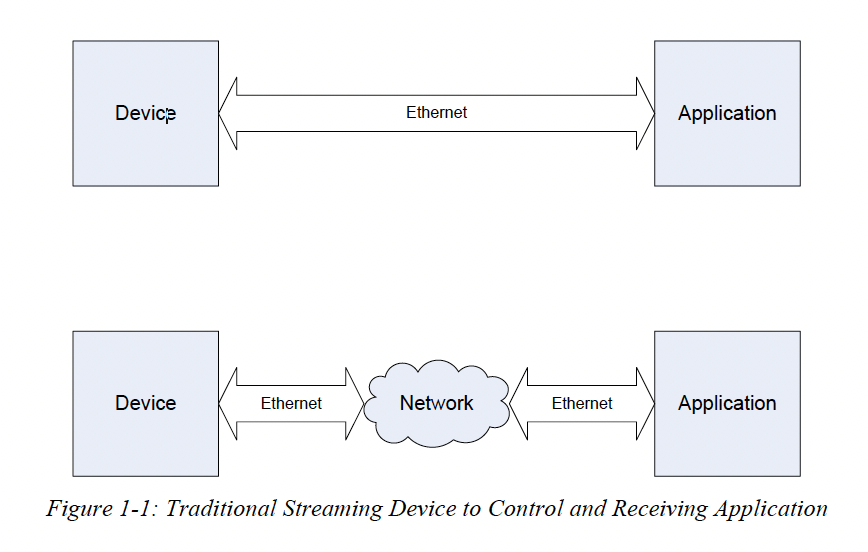 Device
Ethernet
Application
Device
Ethernet
Network
Ethernet
Application
Figure 1-1: Traditional Streaming Device to Control and Receiving Application